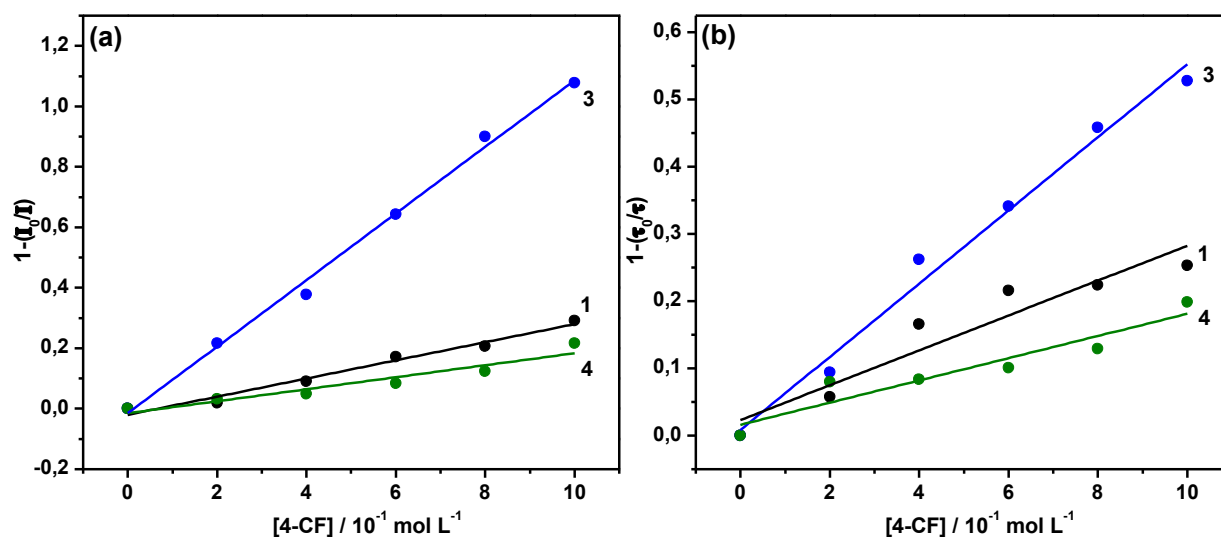 (a)
1,2
1,0
0,8
0,6
0,4
0,2
0,0
-0,2
1-(I₀/I)
3
1
4
0 2 4 6 8 10
[4-CF] / 10⁻¹ mol L⁻¹
(b)
0,6
0,5
0,4
0,3
0,2
0,1
0,0
1-(τ₀/τ)
3
1
4
0 2 4 6 8 10
[4-CF] / 10⁻¹ mol L⁻¹